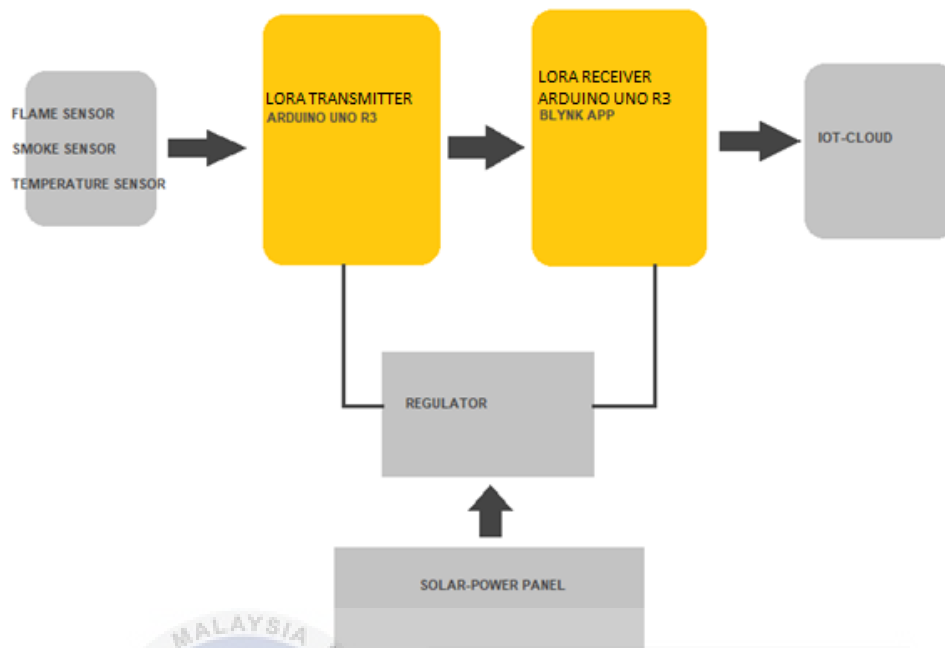 FLAME SENSOR
SMOKE SENSOR
TEMPERATURE SENSOR
LORA TRANSMITTER
ARDUINO UNO R3
LORA RECEIVER
ARDUINO UNO R3
BLYNK APP
IOT-CLOUD
REGULATOR
SOLAR-POWER PANEL
MALAYSIA